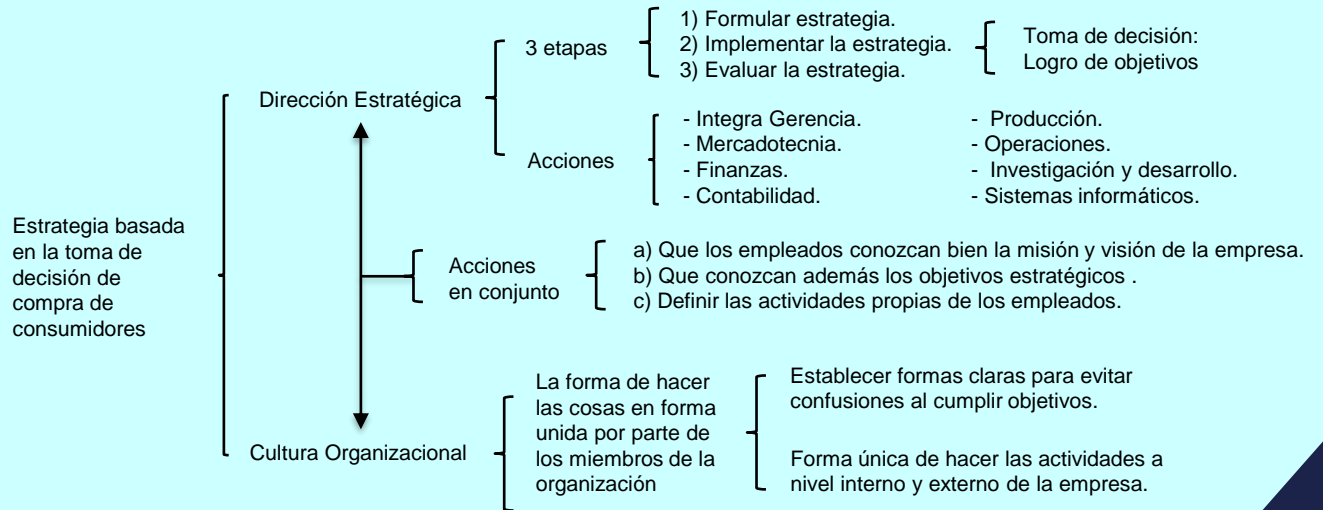 Estrategia basada
en la toma de
decisión de
compra de
consumidores
Dirección Estratégica
3 etapas
1) Formular estrategia.
2) Implementar la estrategia.
3) Evaluar la estrategia.
Toma de decisión:
Logro de objetivos
Acciones
- Integra Gerencia.
- Mercadotecnia.
- Finanzas.
- Contabilidad.
- Producción.
- Operaciones.
- Investigación y desarrollo.
- Sistemas informáticos.
Acciones
en conjunto
a) Que los empleados conozcan bien la misión y visión de la empresa.
b) Que conozcan además los objetivos estratégicos .
c) Definir las actividades propias de los empleados.
Cultura Organizacional
La forma de hacer
las cosas en forma
unida por parte de
los miembros de la
organización
Establecer formas claras para evitar
confusiones al cumplir objetivos.
Forma única de hacer las actividades a
nivel interno y externo de la empresa.